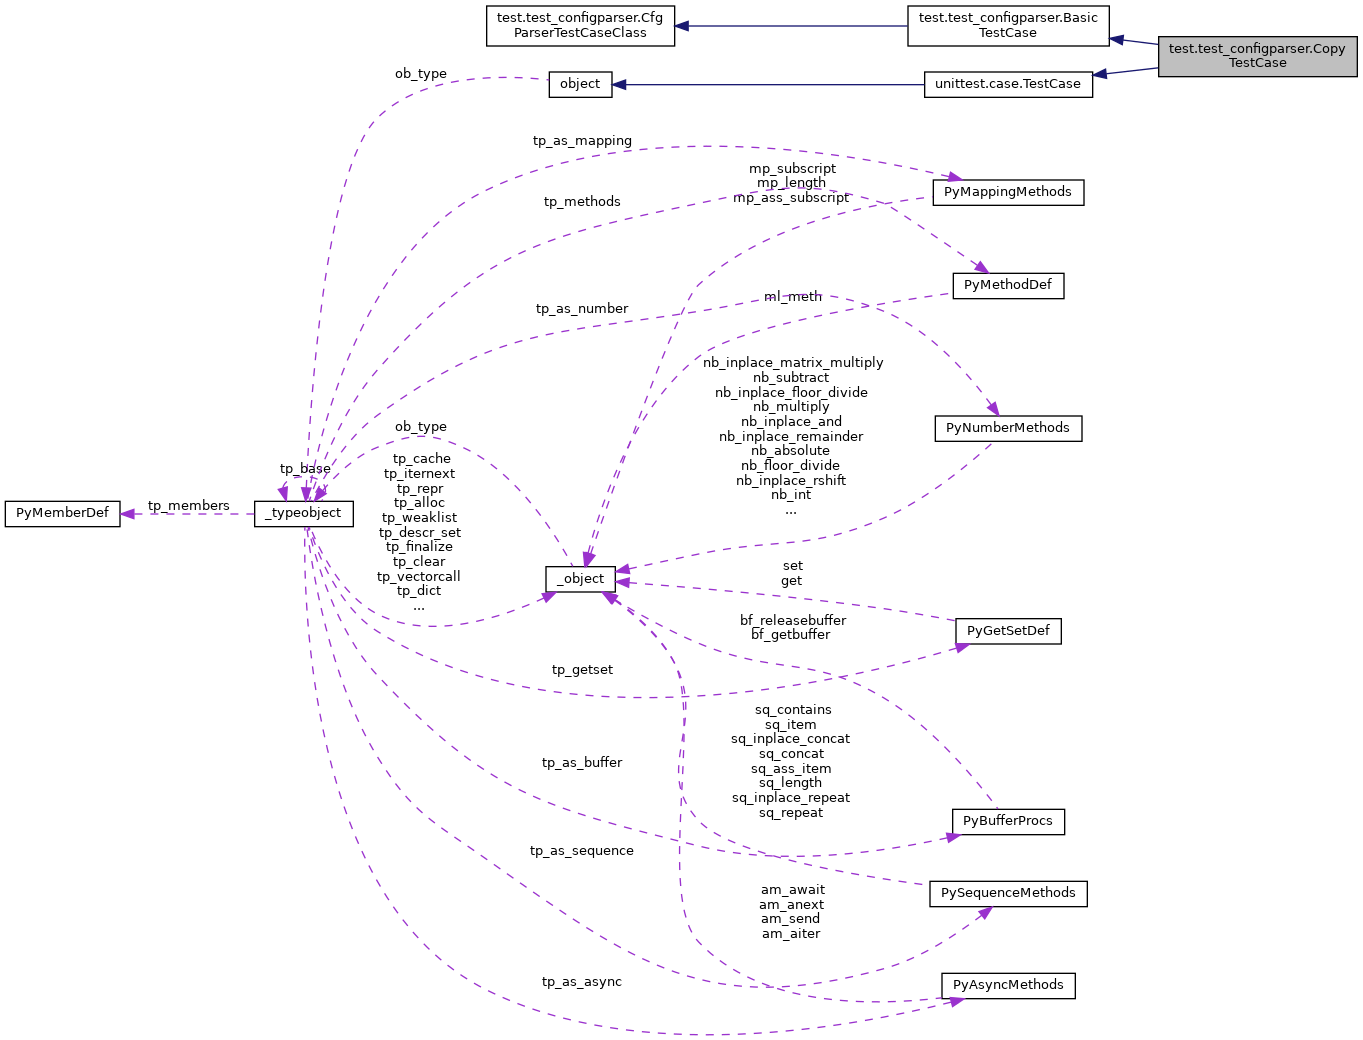 test.test_configparser.Cfg
ParserTestCaseClass
test.test_configparser.Basic
TestCase
test.test_configparser.Copy
TestCase
ob_type
object
unittest.case.TestCase
tp_as_mapping
mp_subscript
mp_length
mp_ass_subscript
PyMappingMethods
tp_methods
PyMethodDef
ml_meth
tp_as_number
nb_inplace_matrix_multiply
nb_subtract
nb_inplace_floor_divide
nb_multiply
nb_inplace_and
nb_inplace_remainder
nb_absolute
nb_floor_divide
nb_inplace_rshift
nb_int
...
PyNumberMethods
ob_type
tp_base
tp_cache
tp_iternext
tp_repr
tp_alloc
tp_weaklist
tp_descr_set
tp_finalize
tp_clear
tp_vectorcall
tp_dict
...
PyMemberDef
tp_members
_typeobject
_object
set
get
PyGetSetDef
bf_releasebuffer
bf_getbuffer
tp_getset
sq_contains
sq_item
sq_inplace_concat
sq_concat
sq_ass_item
sq_length
sq_inplace_repeat
sq_repeat
tp_as_buffer
PyBufferProcs
tp_as_sequence
PySequenceMethods
am_await
am_anext
am_send
am_aiter
tp_as_async
PyAsyncMethods